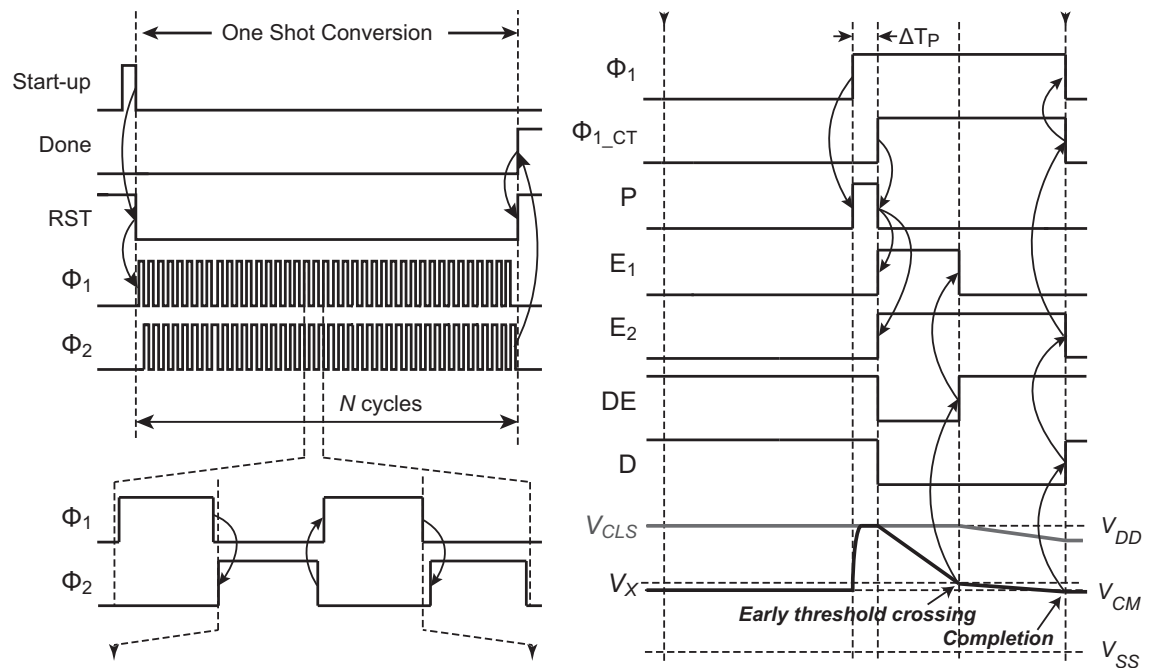 One Shot Conversion
Start-up
Done
RST
Φ1
Φ2
N cycles
Φ1
Φ2
ΔTP
Φ1
Φ1_CT
P
E1
E2
DE
D
VCLS
VDD
VX
VCM
Early threshold crossing
Completion
VSS